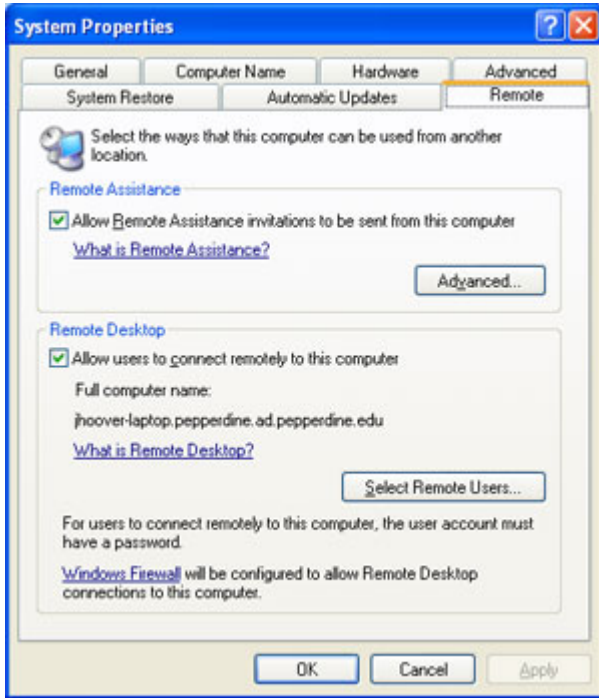 System Properties
General Computer Name Hardware Advanced
System Restore Automatic Updates Remote
Select the ways that this computer can be used from another
location.
Remote Assistance
Allow Remote Assistance invitations to be sent from this computer
What is Remote Assistance?
Advanced...
Remote Desktop
Allow users to connect remotely to this computer
Full computer name:
jhoover-laptop.pepperdine.ad.pepperdine.edu
What is Remote Desktop?
Select Remote Users...
For users to connect remotely to this computer, the user account must
have a password.
Windows Firewall will be configured to allow Remote Desktop
connections to this computer.
OK Cancel Apply